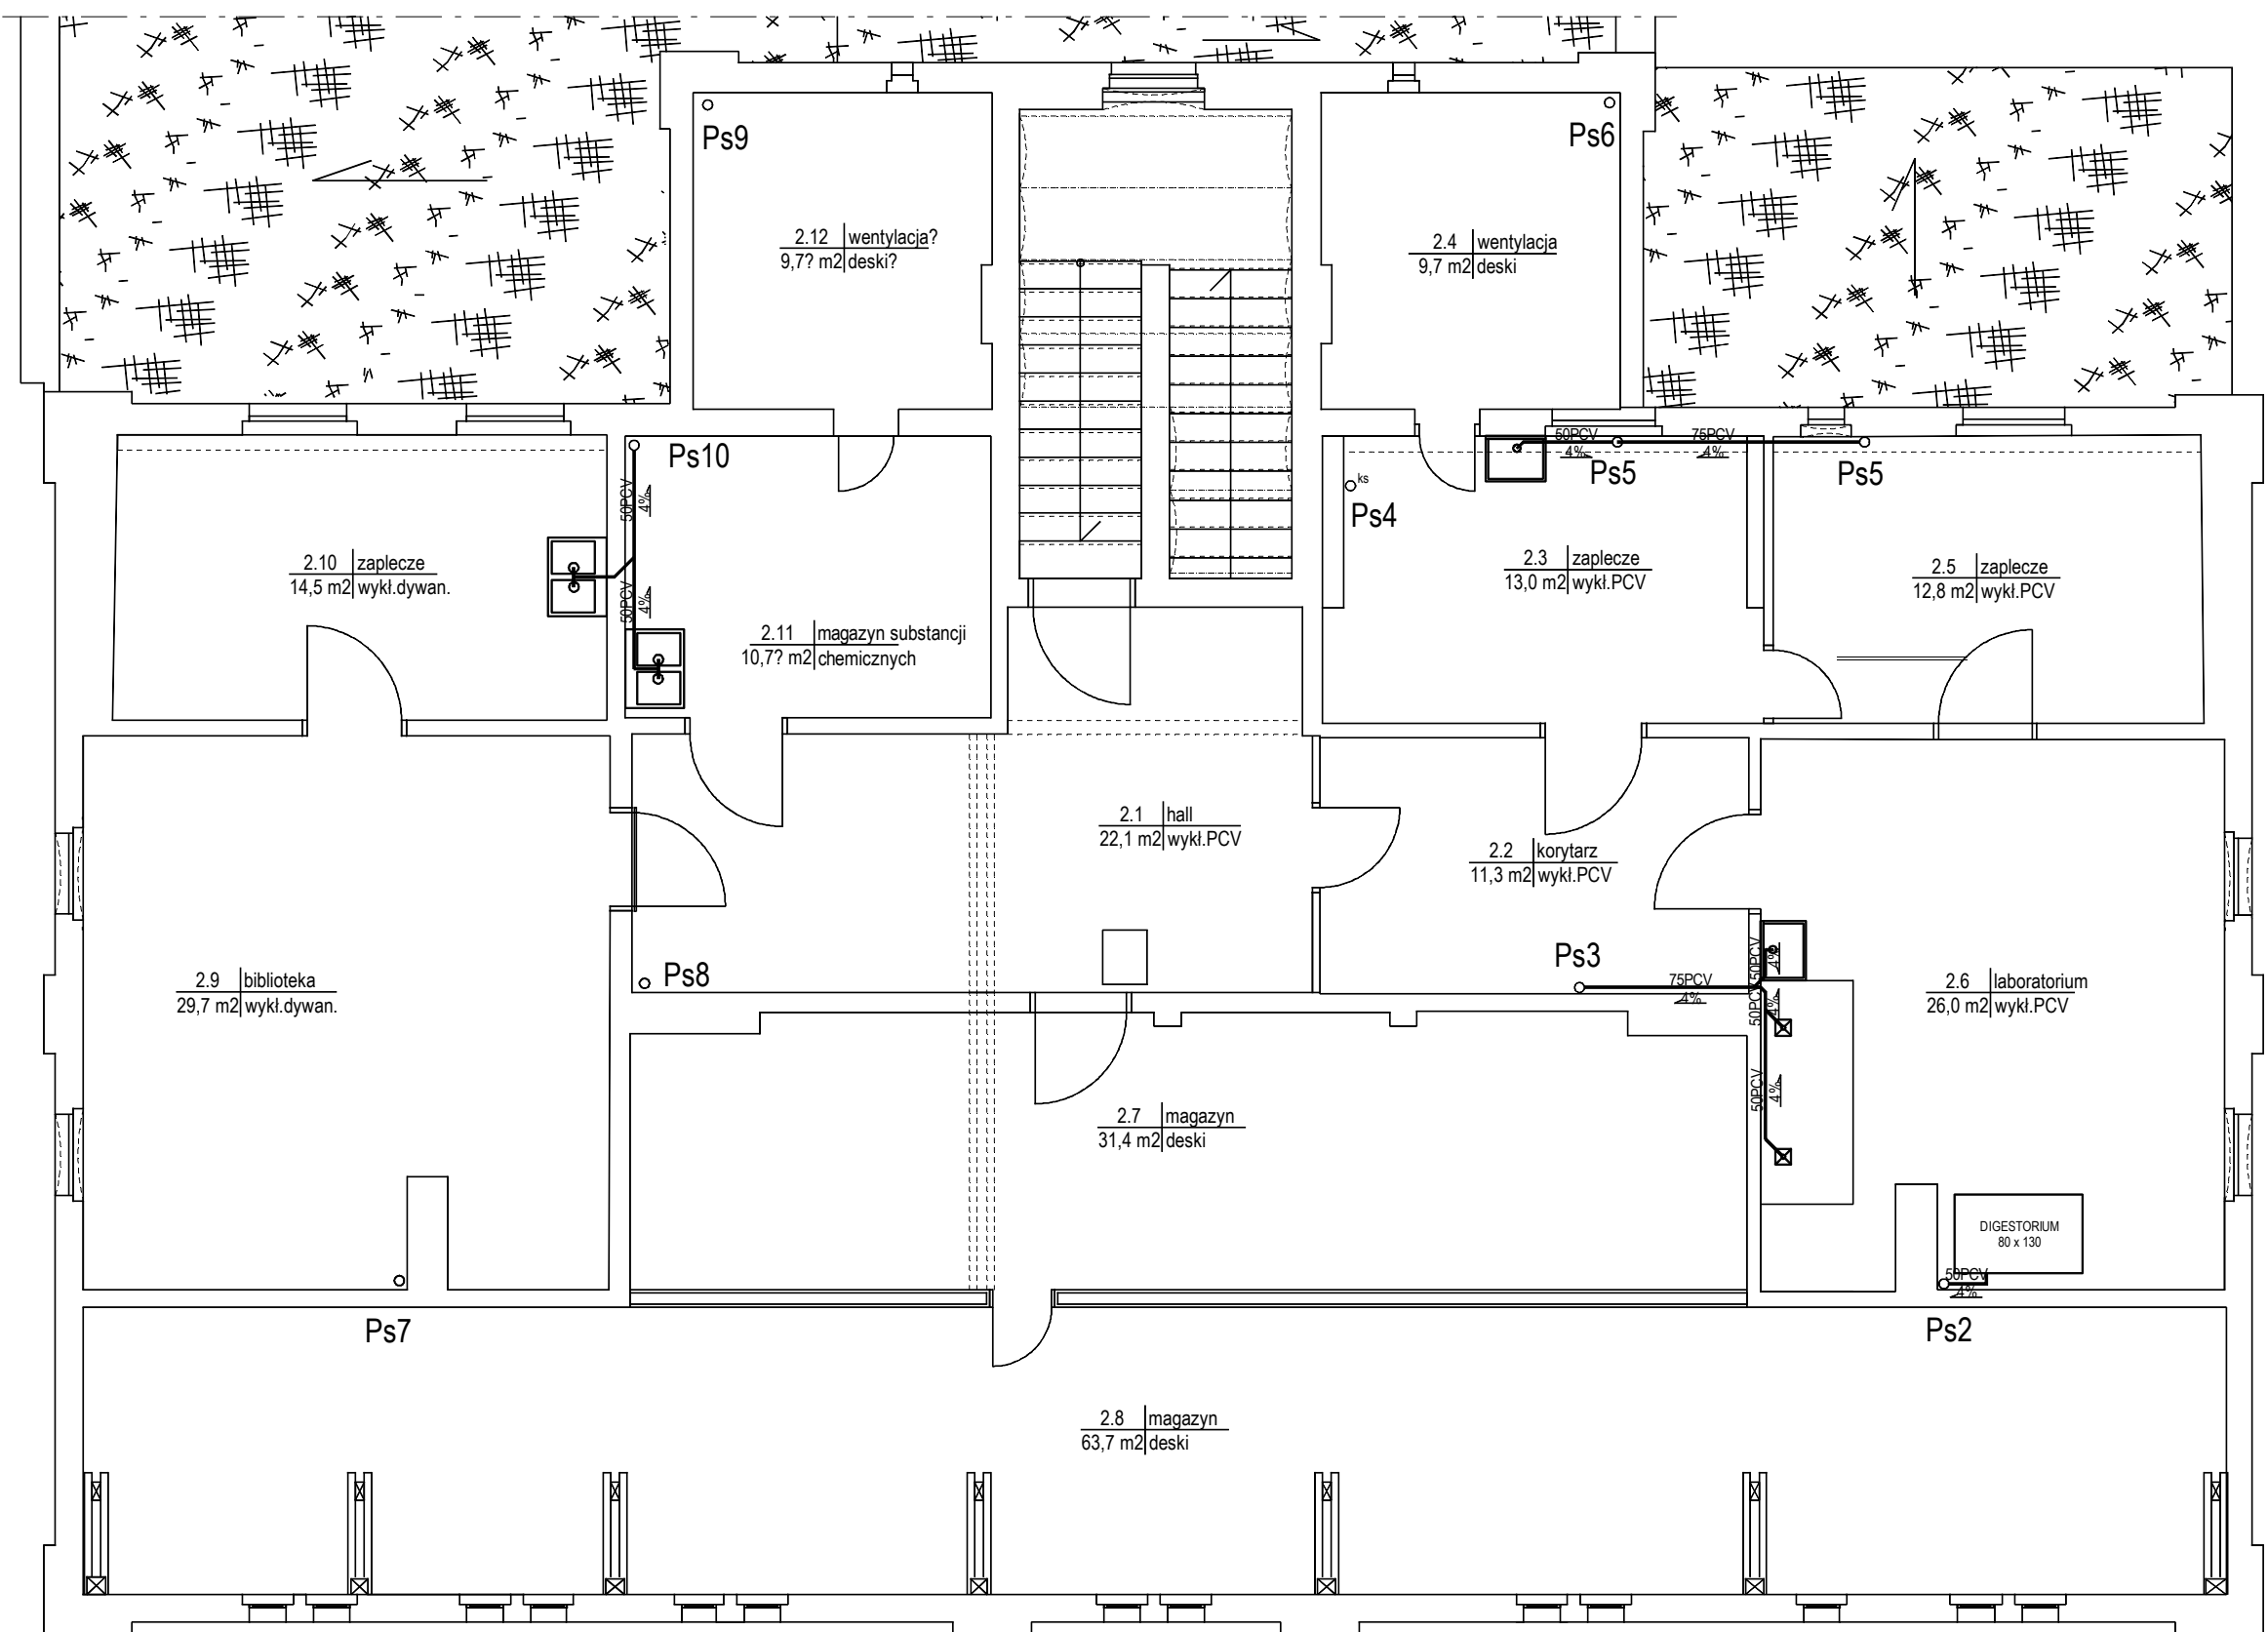 Ps9
Ps6
2.12 wentylacja?
9,7? m2 deski?
2.4 wentylacja
9,7 m2 deski
Ps10
50PCV
4%
50PCV
4%
50PCV
4%
75PCV
4%
Ps5
Ps5
ks
Ps4
2.10 zaplecze
14,5 m2 wykł.dywan.
2.3 zaplecze
13,0 m2 wykł.PCV
2.5 zaplecze
12,8 m2 wykł.PCV
2.11 magazyn substancji
10,7? m2 chemicznych
2.1 hall
22,1 m2 wykł.PCV
2.2 korytarz
11,3 m2 wykł.PCV
Ps8
Ps3
75PCV
4%
50PCV
4%
50PCV
4%
50PCV
4%
2.9 biblioteka
29,7 m2 wykł.dywan.
2.6 laboratorium
26,0 m2 wykł.PCV
2.7 magazyn
31,4 m2 deski
DIGESTORIUM
80 x 130
50PCV
4%
Ps7
Ps2
2.8 magazyn
63,7 m2 deski